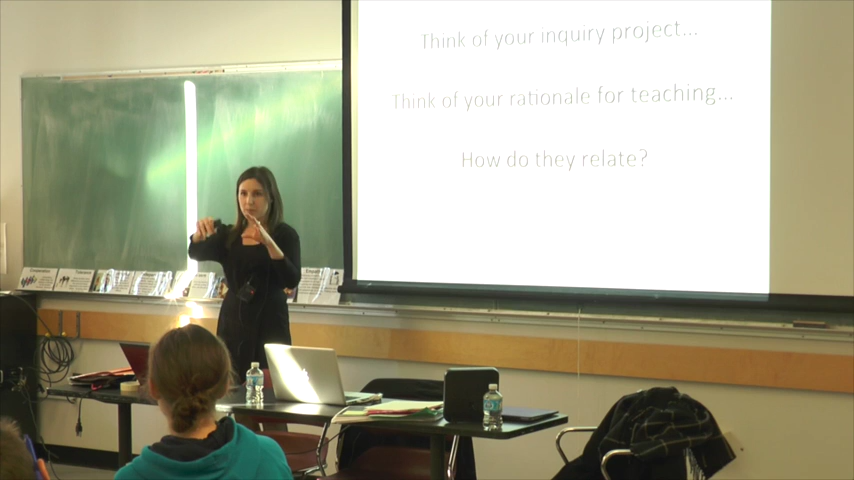 Think of your inquiry project...
Think of your rationale for teaching...
How do they relate?